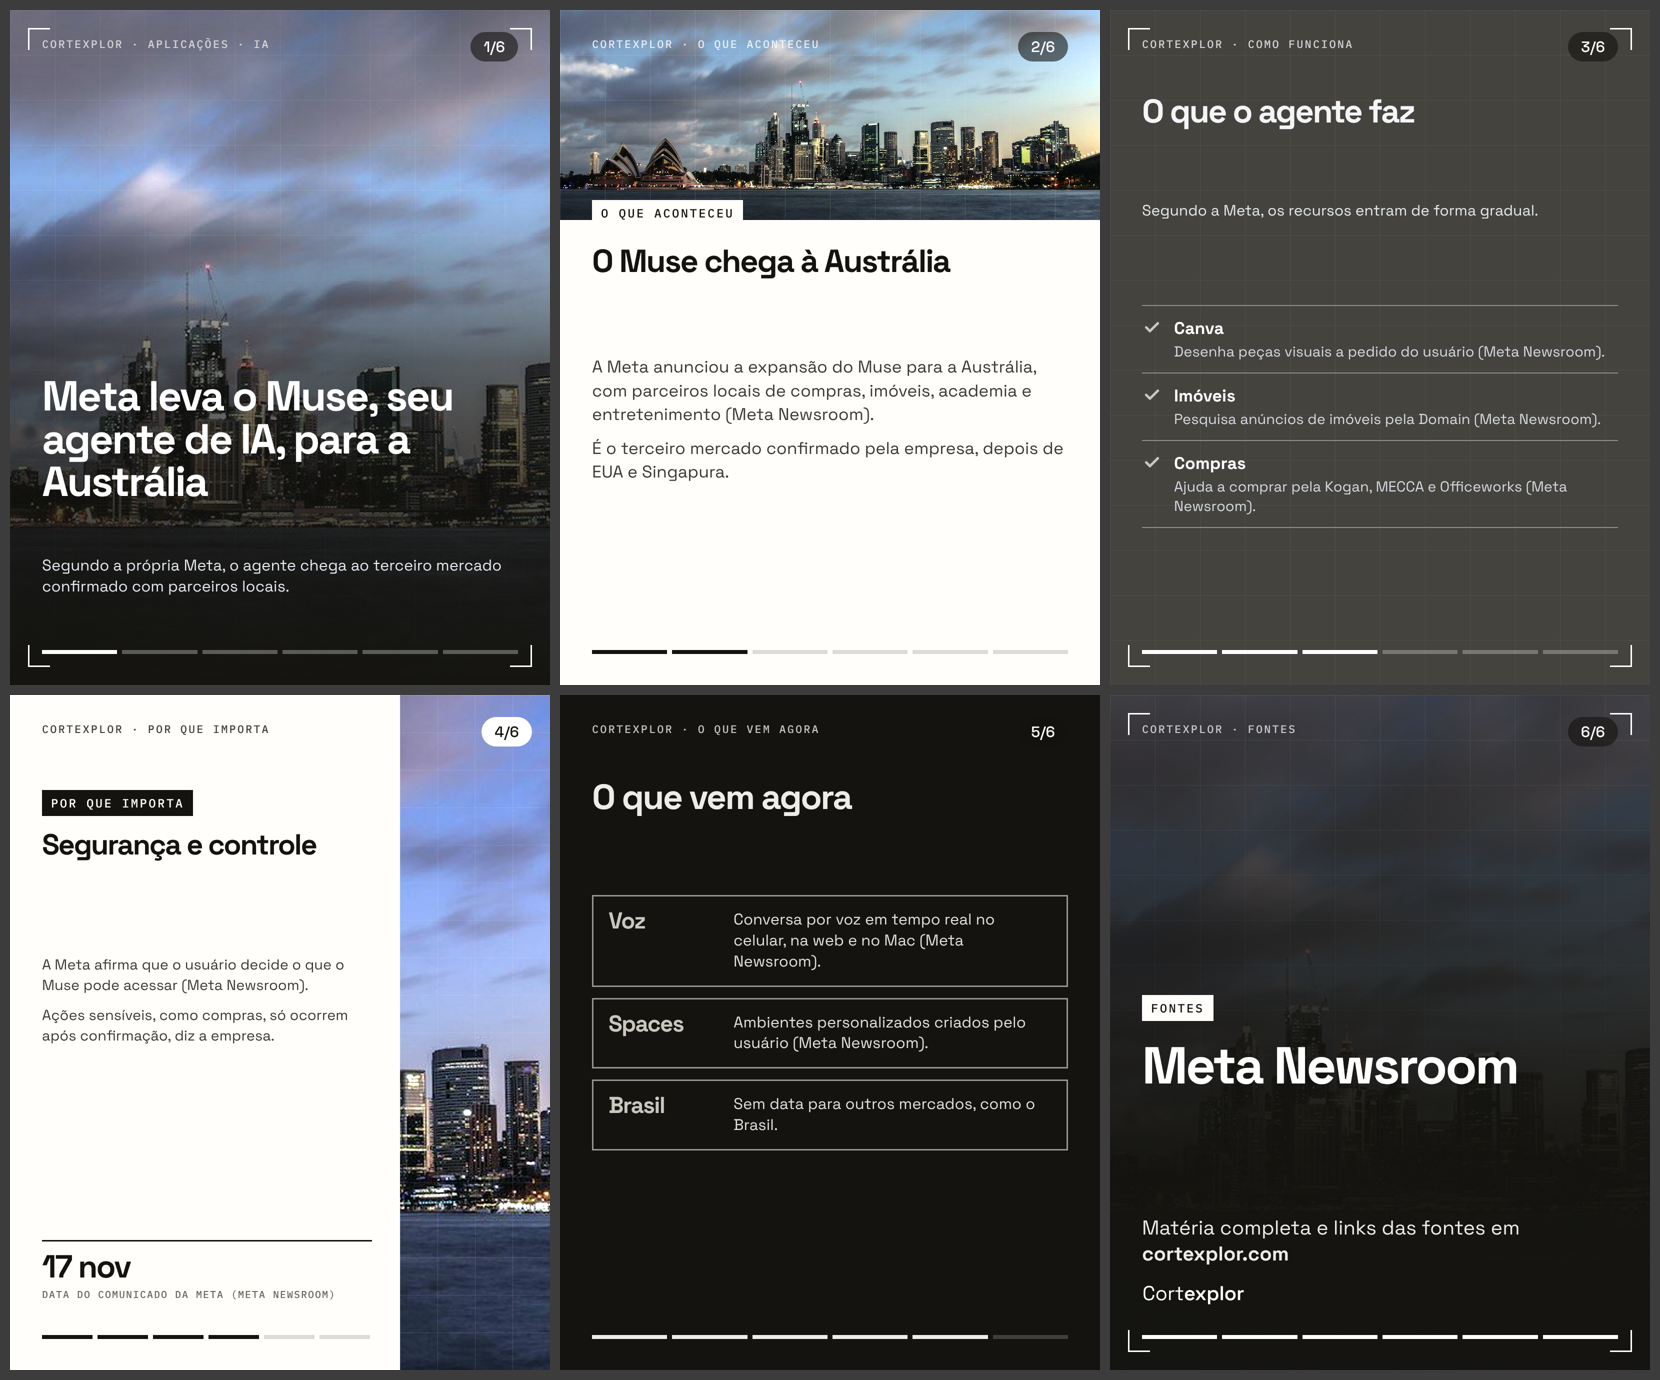 CORTEXPLOR · APLICAÇÕES · IA
1/6
Meta leva o Muse, seu
agente de IA, para a
Austrália
Segundo a própria Meta, o agente chega ao terceiro mercado
confirmado com parceiros locais.
CORTEXPLOR · O QUE ACONTECEU
2/6
O QUE ACONTECEU
O Muse chega à Austrália
A Meta anunciou a expansão do Muse para a Austrália,
com parceiros locais de compras, imóveis, academia e
entretenimento (Meta Newsroom).
É o terceiro mercado confirmado pela empresa, depois de
EUA e Singapura.
CORTEXPLOR · COMO FUNCIONA
3/6
O que o agente faz
Segundo a Meta, os recursos entram de forma gradual.
Canva
Desenha peças visuais a pedido do usuário (Meta Newsroom).
Imóveis
Pesquisa anúncios de imóveis pela Domain (Meta Newsroom).
Compras
Ajuda a comprar pela Kogan, MECCA e Officeworks (Meta
Newsroom).
CORTEXPLOR · POR QUE IMPORTA
4/6
POR QUE IMPORTA
Segurança e controle
A Meta afirma que o usuário decide o que o
Muse pode acessar (Meta Newsroom).
Ações sensíveis, como compras, só ocorrem
após confirmação, diz a empresa.
17 nov
DATA DO COMUNICADO DA META (META NEWSROOM)
CORTEXPLOR · O QUE VEM AGORA
5/6
O que vem agora
Voz
Conversa por voz em tempo real no
celular, na web e no Mac (Meta
Newsroom).
Spaces
Ambientes personalizados criados pelo
usuário (Meta Newsroom).
Brasil
Sem data para outros mercados, como o
Brasil.
CORTEXPLOR · FONTES
6/6
FONTES
Meta Newsroom
Matéria completa e links das fontes em
cortexplor.com
Cortexplor